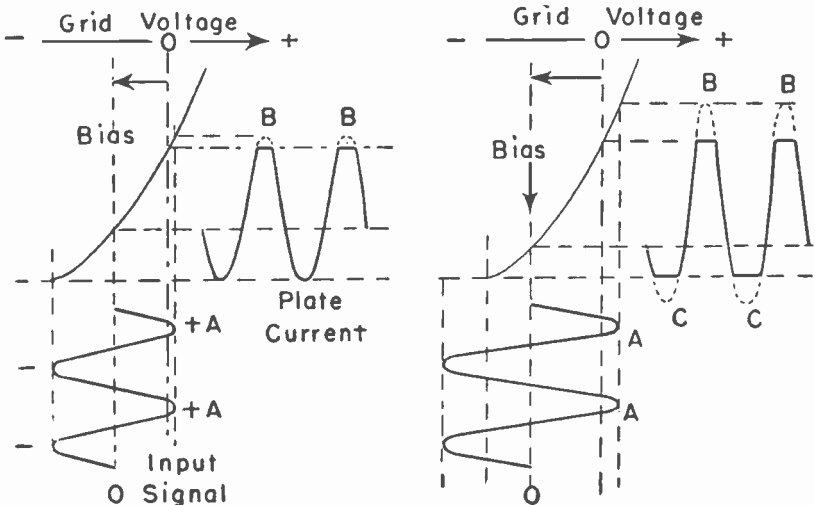 - Grid Voltage +
0
Bias
B B
Plate
Current
+A
-
+A
-
Input
0 Signal
- Grid Voltage +
0
B B
Bias
C C
A
A
0